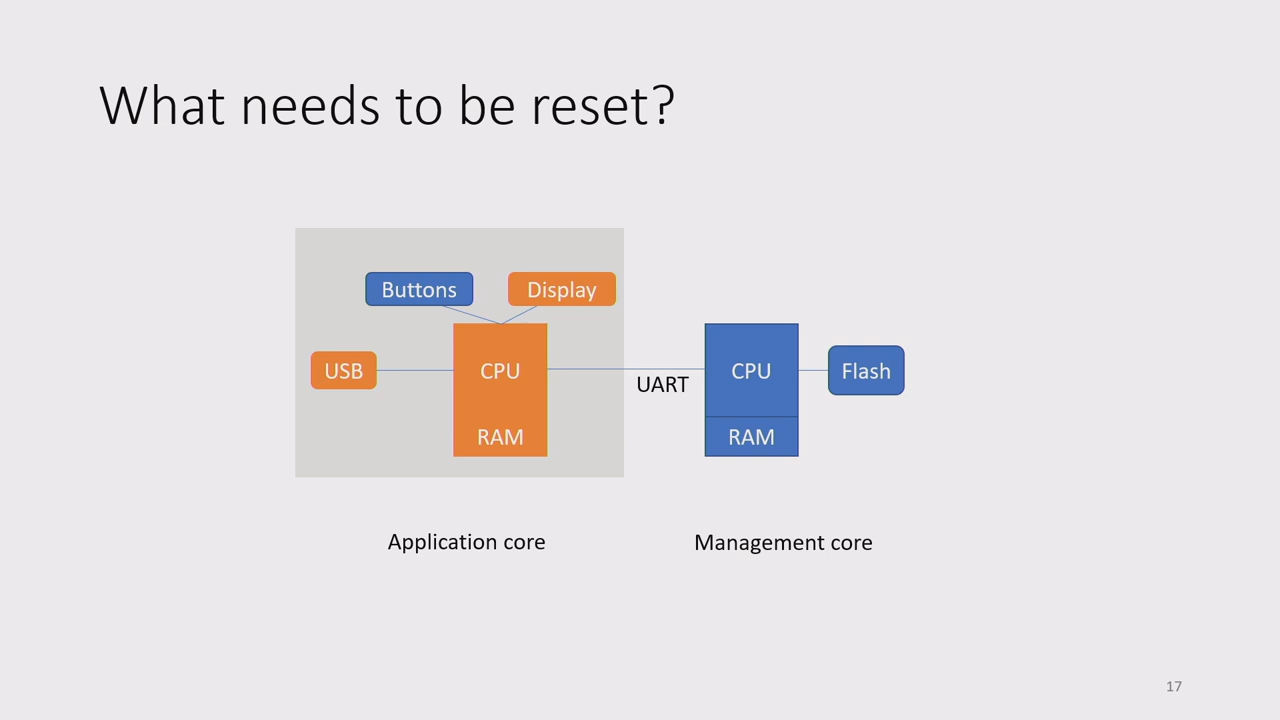 What needs to be reset?
Buttons
Display
USB
CPU
UART
CPU
Flash
RAM
RAM
Application core
Management core
17